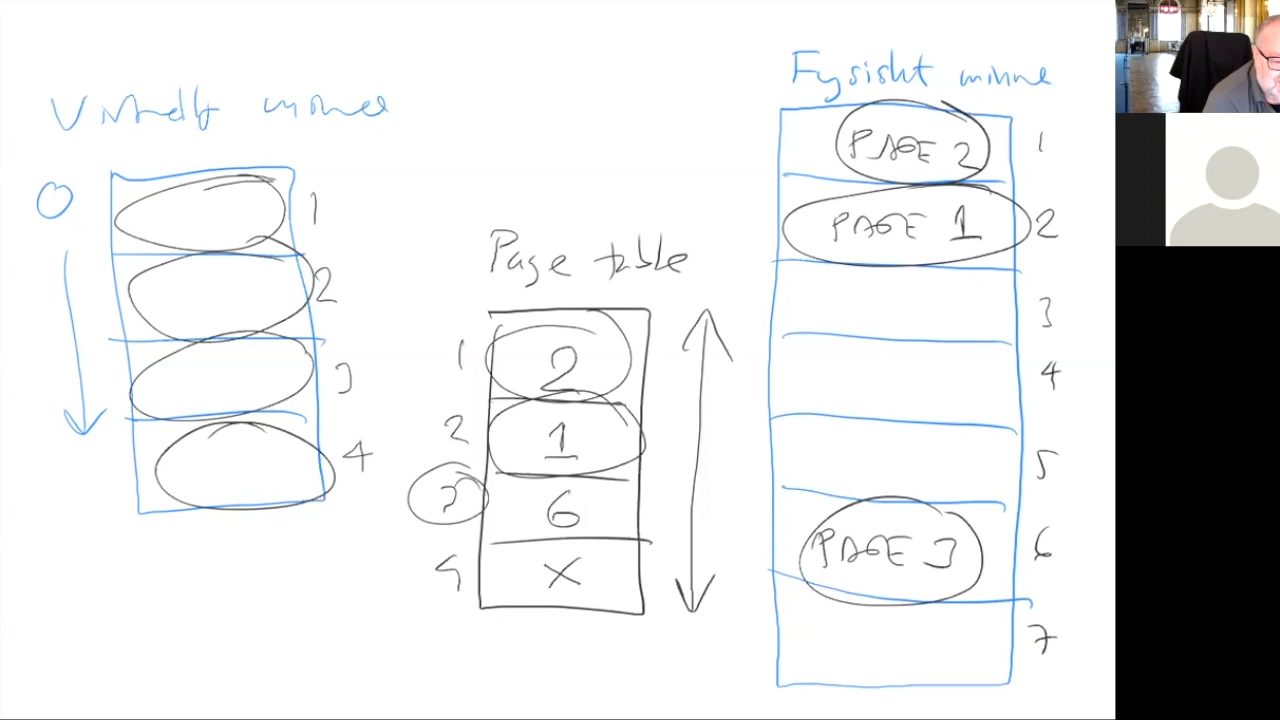 Virtuellt minne
0
1
2
3
4
Page table
1 2
2 1
3 6
4 X
Fysiskt minne
PAGE 2 1
PAGE 1 2
3
4
5
PAGE 3 6
7